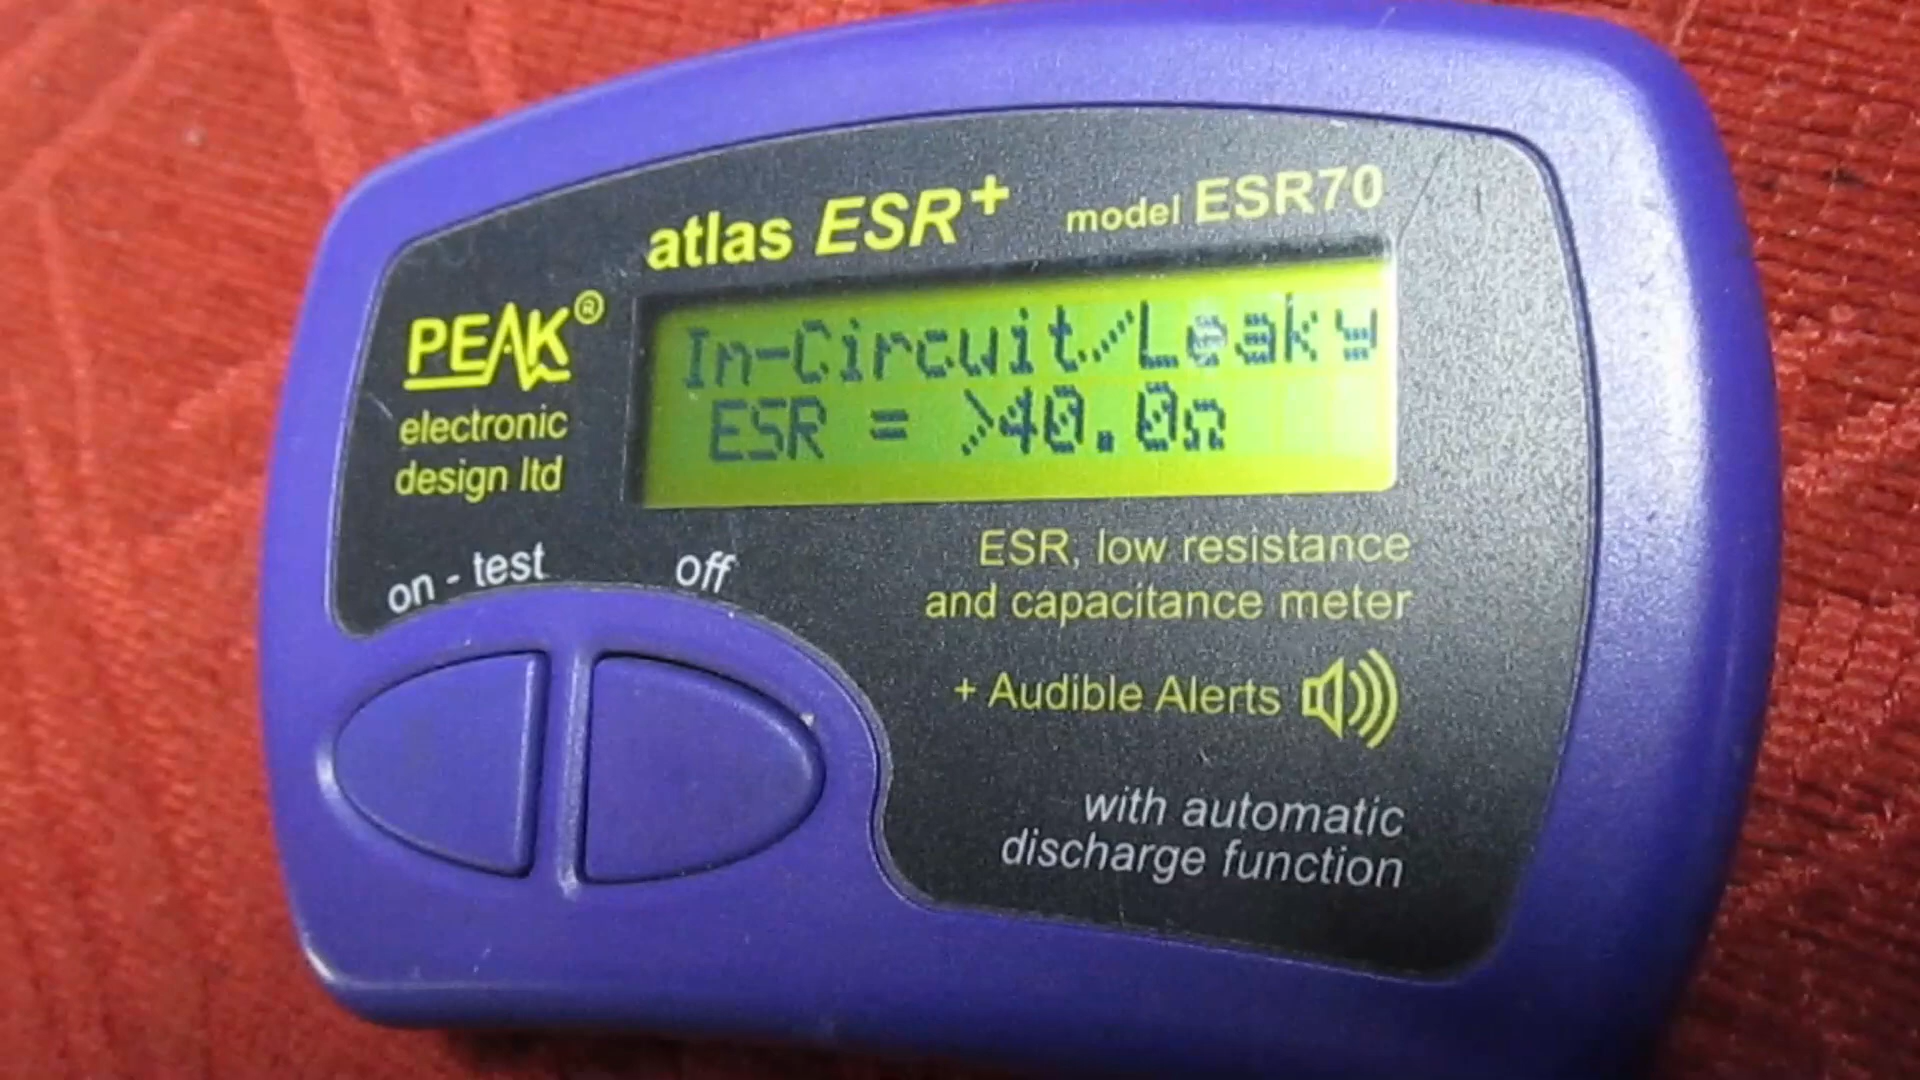 atlas ESR+ model ESR70
PEAK®
electronic
design ltd
In-Circuit/Leaky
ESR = >40.0Ω
on - test off
ESR, low resistance
and capacitance meter
+ Audible Alerts
with automatic
discharge function